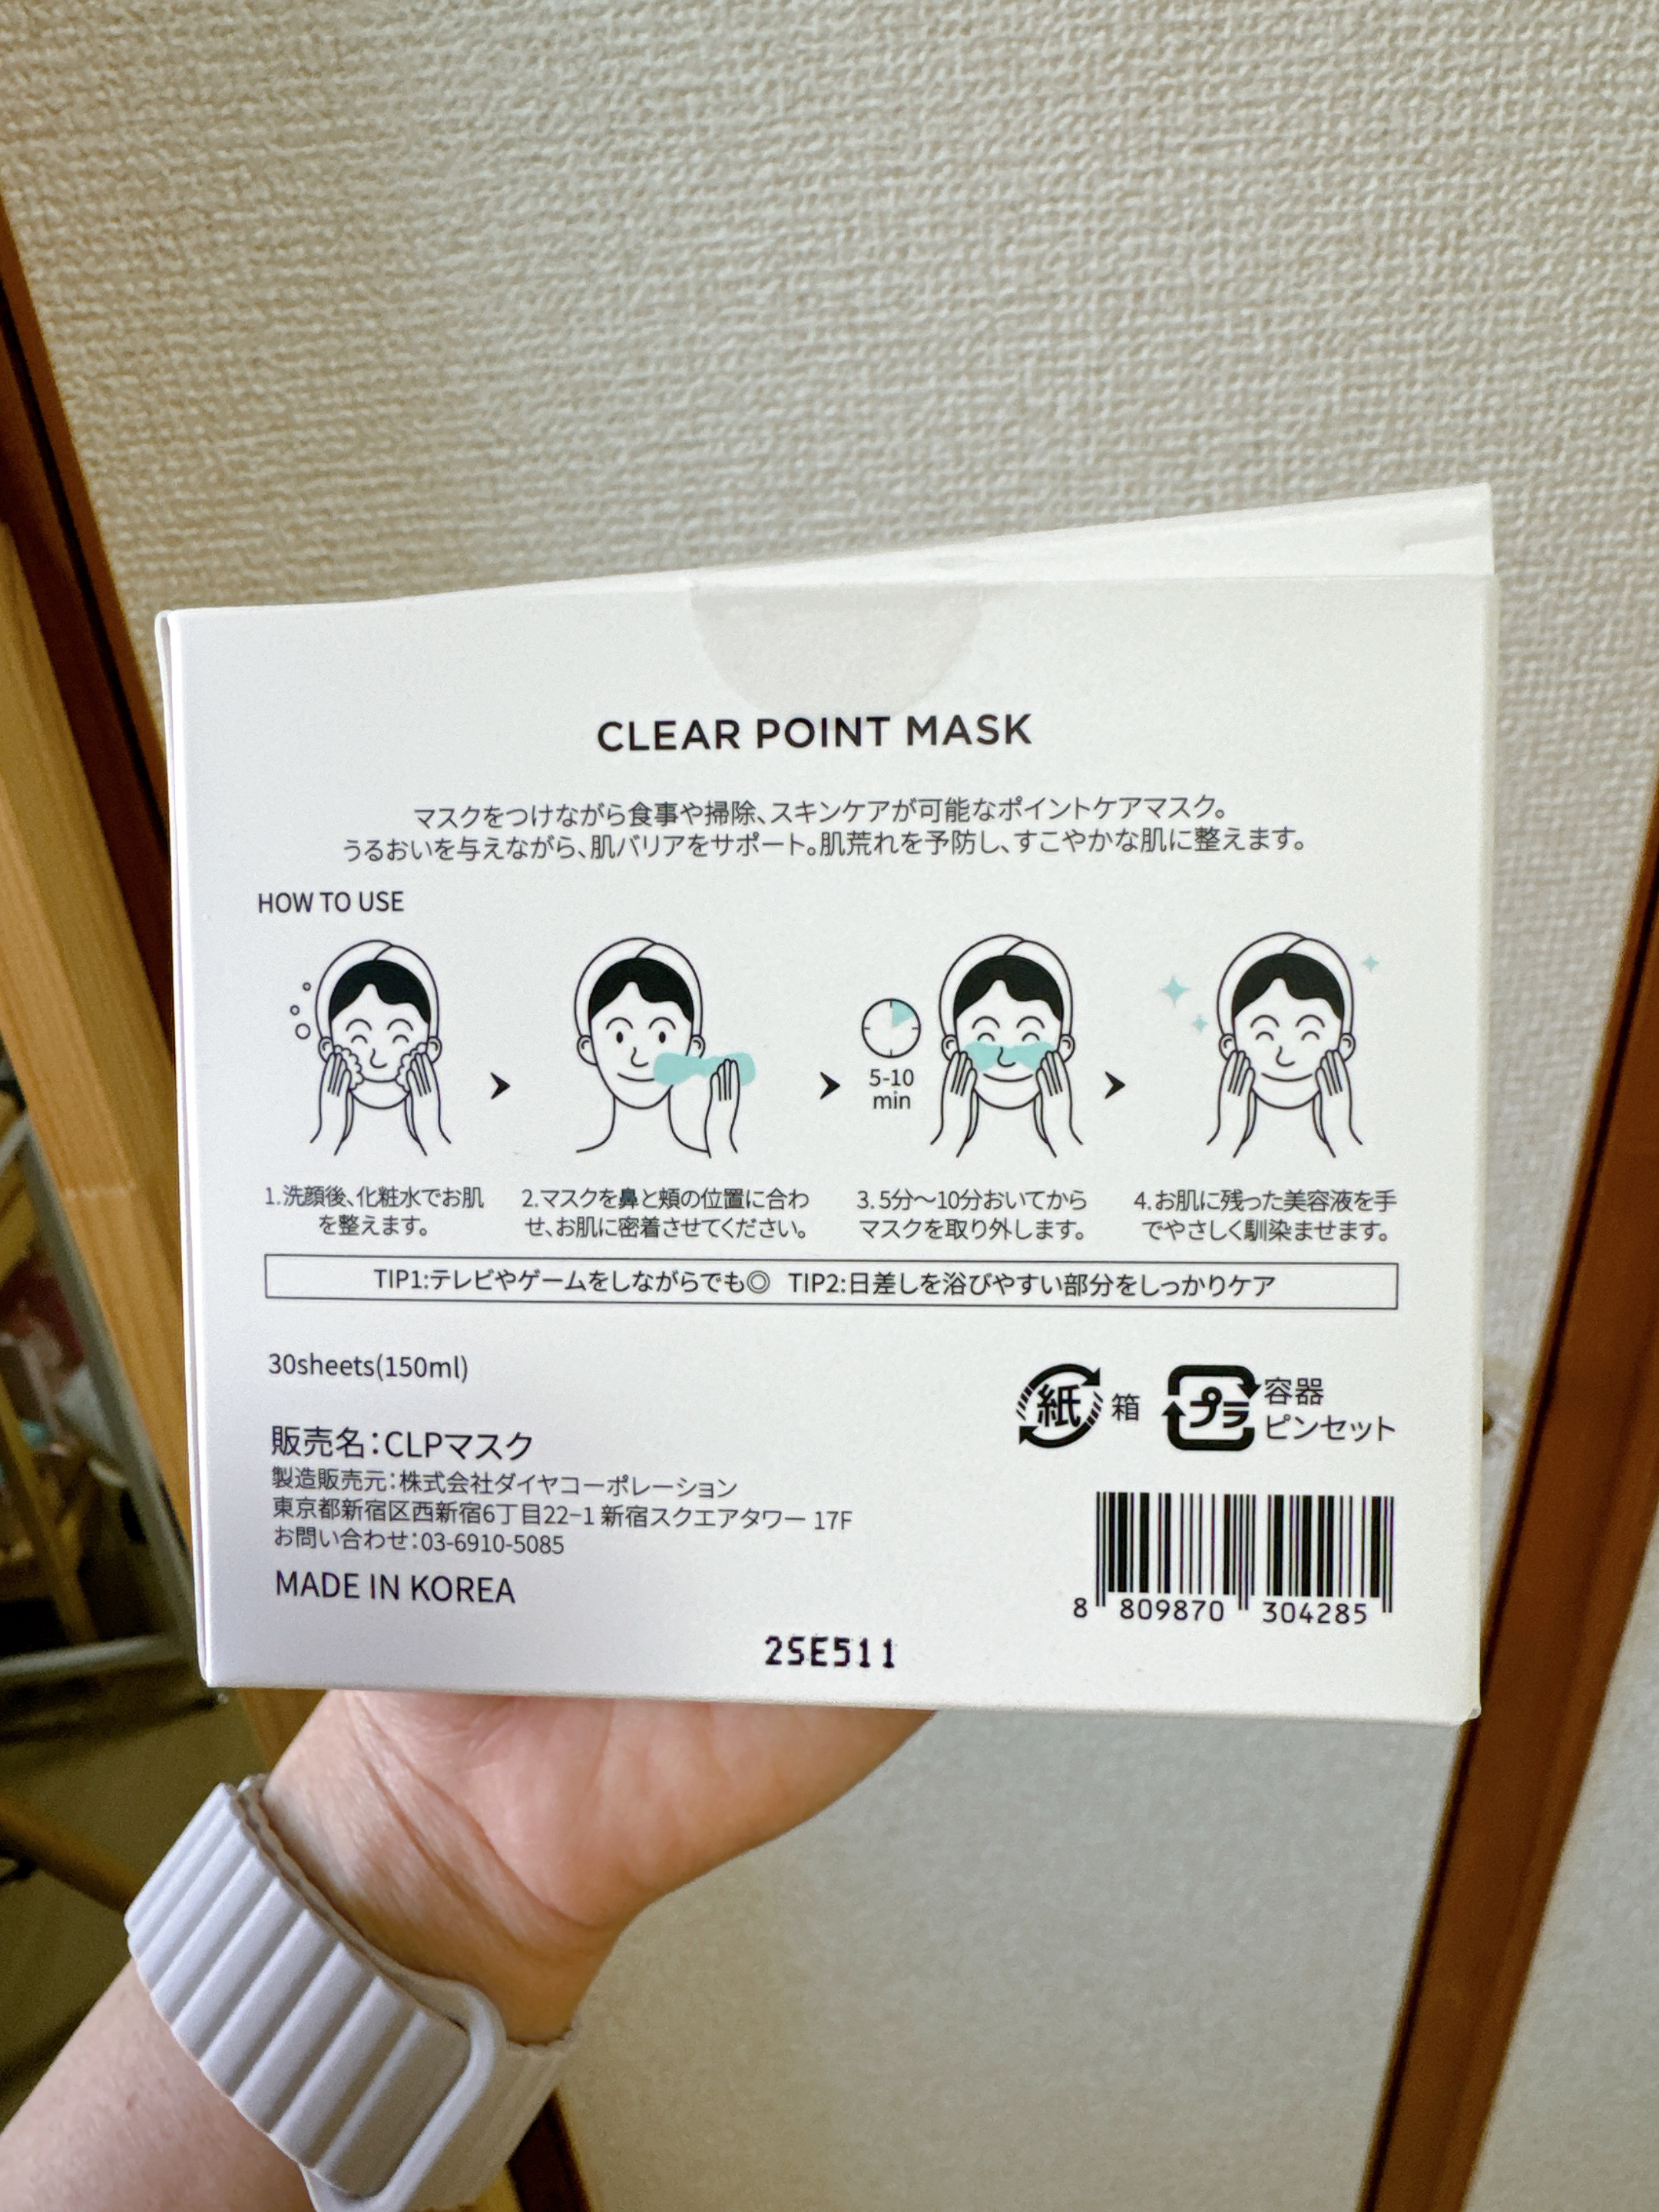 CLEAR POINT MASK
マスクをつけながら食事や掃除、スキンケアが可能なポイントケアマスク。
うるおいを与えながら、肌バリアをサポート。肌荒れを予防し、すこやかな肌に整えます。
HOW TO USE
5-10
min
1.洗顔後、化粧水でお肌
を整えます。
2.マスクを鼻と頬の位置に合わ
せ、お肌に密着させてください。
3.5分〜10分おいてから
マスクを取り外します。
4.お肌に残った美容液を手
でやさしく馴染ませます。
TIP1:テレビやゲームをしながらでも◎ TIP2:日差しを浴びやすい部分をしっかりケア
30sheets(150ml)
紙 箱
プラ 容器
ピンセット
販売名：CLPマスク
製造販売元：株式会社ダイヤコーポレーション
東京都新宿区西新宿6丁目22-1 新宿スクエアタワー 17F
お問い合わせ：03-6910-5085
MADE IN KOREA
8 809870 304285
2SE511